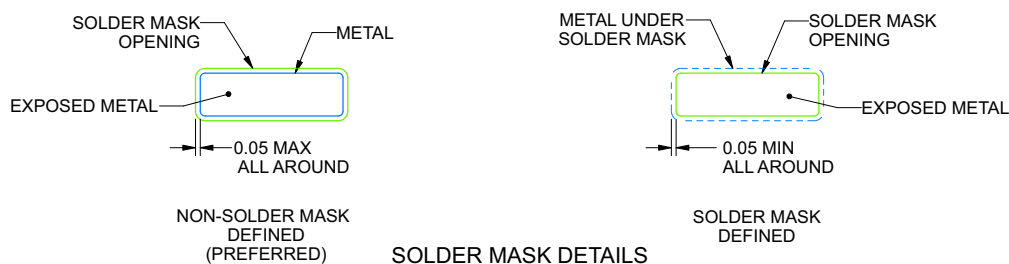 SOLDER MASK
OPENING
METAL
EXPOSED METAL
0.05 MAX
ALL AROUND
NON-SOLDER MASK
DEFINED
(PREFERRED)
METAL UNDER
SOLDER MASK
SOLDER MASK
OPENING
EXPOSED METAL
0.05 MIN
ALL AROUND
SOLDER MASK
DEFINED
SOLDER MASK DETAILS